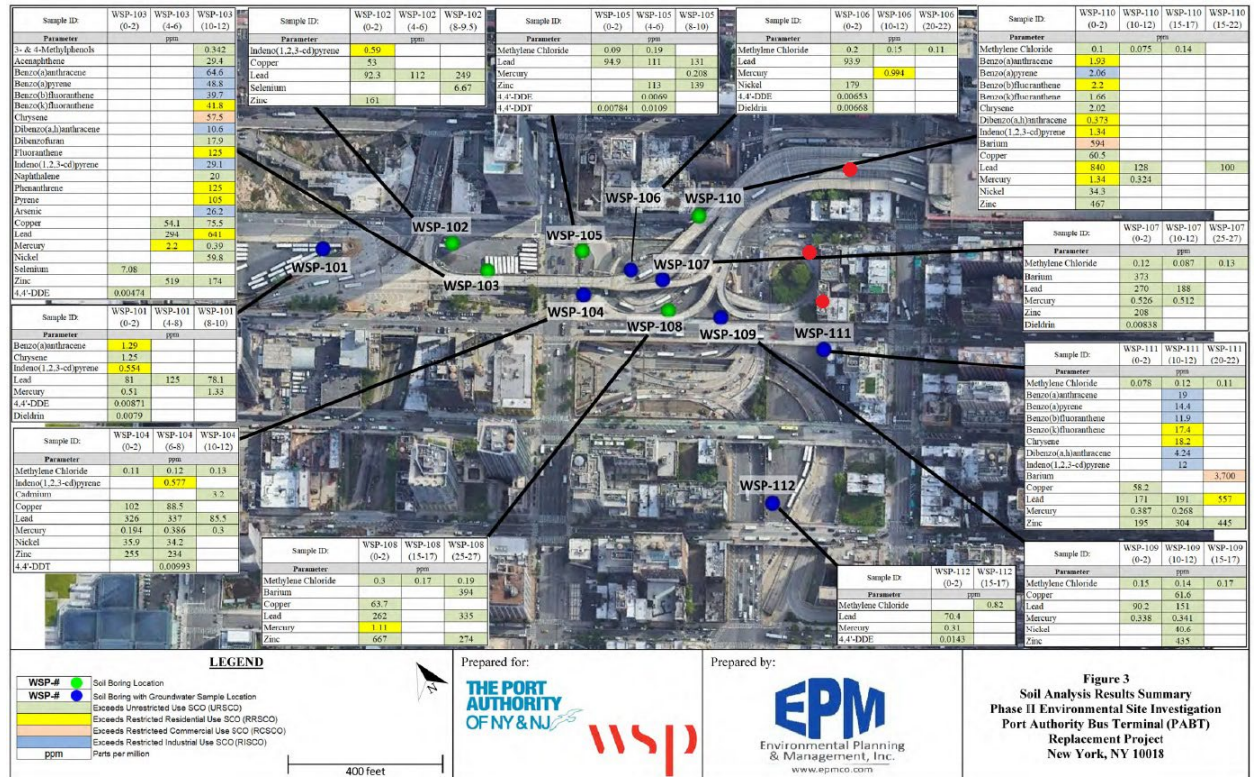 Sample ID: WSP-103 (0-2) WSP-103 (4-6) WSP-103 (10-12)
Parameter ppm
3- & 4-Methylphenols 0.342
Acenaphthene 29.4
Benzo(a)anthracene 64.6
Benzo(a)pyrene 48.8
Benzo(b)fluoranthene 39.7
Benzo(k)fluoranthene 41.8
Chrysene 57.5
Dibenzo(a,h)anthracene 10.6
Dibenzofuran 17.9
Fluoranthene 125
Indeno(1,2,3-cd)pyrene 29.1
Naphthalene 20
Phenanthrene 125
Pyrene 105
Arsenic 26.2
Copper 54.1 75.5
Lead 294 641
Mercury 2.2 0.39
Nickel 59.8
Selenium 7.08
Zinc 519 174
4,4'-DDE 0.00474
Sample ID: WSP-102 (0-2) WSP-102 (4-6) WSP-102 (8-9.5)
Parameter ppm
Indeno(1,2,3-cd)pyrene 0.59
Copper 53
Lead 92.3 112 249
Selenium 6.67
Zinc 161
Sample ID: WSP-105 (0-2) WSP-105 (4-6) WSP-105 (8-10)
Parameter ppm
Methylene Chloride 0.09 0.19
Lead 94.9 111 131
Mercury 0.208
Zinc 113 139
4,4'-DDE 0.0069
4,4'-DDT 0.00784 0.0109
Sample ID: WSP-106 (0-2) WSP-106 (10-12) WSP-106 (20-22)
Parameter ppm
Methylene Chloride 0.2 0.15 0.11
Lead 93.9
Mercury 0.994
Nickel 179
4,4'-DDE 0.00653
Dieldrin 0.00668
Sample ID: WSP-110 (0-2) WSP-110 (10-12) WSP-110 (15-17) WSP-110 (15-22)
Parameter ppm
Methylene Chloride 0.1 0.075 0.14
Benzo(a)anthracene 1.93
Benzo(a)pyrene 2.06
Benzo(b)fluoranthene 2.2
Benzo(k)fluoranthene 1.66
Chrysene 2.02
Dibenzo(a,h)anthracene 0.373
Indeno(1,2,3-cd)pyrene 1.34
Barium 594
Copper 60.5
Lead 840 128 100
Mercury 1.34 0.324
Nickel 34.3
Zinc 467
WSP-106
WSP-110
WSP-102
WSP-105
WSP-101
WSP-107
WSP-103
WSP-104
WSP-108
WSP-109
WSP-111
WSP-112
Sample ID: WSP-107 (0-2) WSP-107 (10-12) WSP-107 (25-27)
Parameter ppm
Methylene Chloride 0.12 0.087 0.13
Barium 373
Lead 270 188
Mercury 0.526 0.512
Zinc 208
Dieldrin 0.00838
Sample ID: WSP-101 (0-2) WSP-101 (4-8) WSP-101 (8-10)
Parameter ppm
Benzo(a)anthracene 1.29
Chrysene 1.25
Indeno(1,2,3-cd)pyrene 0.554
Lead 81 125 78.1
Mercury 0.51 1.33
4,4'-DDE 0.00871
Dieldrin 0.0079
Sample ID: WSP-111 (0-2) WSP-111 (10-12) WSP-111 (20-22)
Parameter ppm
Methylene Chloride 0.078 0.12 0.11
Benzo(a)anthracene 19
Benzo(a)pyrene 14.4
Benzo(b)fluoranthene 11.9
Benzo(k)fluoranthene 17.4
Chrysene 18.2
Dibenzo(a,h)anthracene 4.24
Indeno(1,2,3-cd)pyrene 12
Barium 3,700
Copper 58.2
Lead 171 191 557
Mercury 0.387 0.268
Zinc 195 304 445
Sample ID: WSP-104 (0-2) WSP-104 (6-8) WSP-104 (10-12)
Parameter ppm
Methylene Chloride 0.11 0.12 0.13
Indeno(1,2,3-cd)pyrene 0.577
Cadmium 3.2
Copper 102 88.5
Lead 326 337 85.5
Mercury 0.194 0.386 0.3
Nickel 35.9 34.2
Zinc 255 234
4,4'-DDT 0.00993
Sample ID: WSP-108 (0-2) WSP-108 (15-17) WSP-108 (25-27)
Parameter ppm
Methylene Chloride 0.3 0.17 0.19
Barium 394
Copper 63.7
Lead 262 335
Mercury 1.11
Zinc 667 274
Sample ID: WSP-112 (0-2) WSP-112 (15-17)
Parameter ppm
Methylene Chloride 0.82
Lead 70.4
Mercury 0.31
4,4'-DDE 0.0143
Sample ID: WSP-109 (0-2) WSP-109 (10-12) WSP-109 (15-17)
Parameter ppm
Methylene Chloride 0.15 0.14 0.17
Copper 61.6
Lead 90.2 151
Mercury 0.338 0.341
Nickel 40.6
Zinc 435
LEGEND
WSP-# Soil Boring Location
WSP-# Soil Boring with Groundwater Sample Location
Exceeds Unrestricted Use SCO (URSCO)
Exceeds Restricted Residential Use SCO (RRSCO)
Exceeds Restricteed Commercial Use SCO (RCSCO)
Exceeds Restricted Industrial Use SCO (RISCO)
ppm Parts per million
N
400 feet
Prepared for:
THE PORT
AUTHORITY
OF NY & NJ
wsp
Prepared by:
EPM
Environmental Planning
& Management, Inc.
www.epmco.com
Figure 3
Soil Analysis Results Summary
Phase II Environmental Site Investigation
Port Authority Bus Terminal (PABT)
Replacement Project
New York, NY 10018